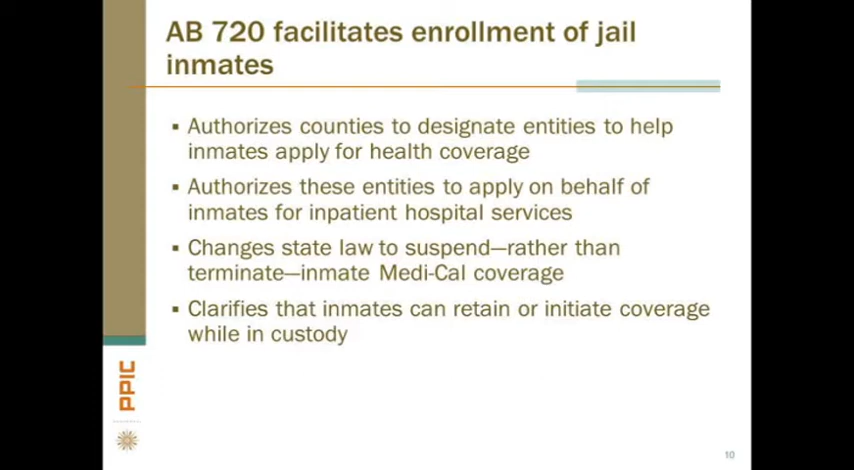 AB 720 facilitates enrollment of jail
inmates
▪ Authorizes counties to designate entities to help
inmates apply for health coverage
▪ Authorizes these entities to apply on behalf of
inmates for inpatient hospital services
▪ Changes state law to suspend—rather than
terminate—inmate Medi-Cal coverage
▪ Clarifies that inmates can retain or initiate coverage
while in custody
PPIC
10